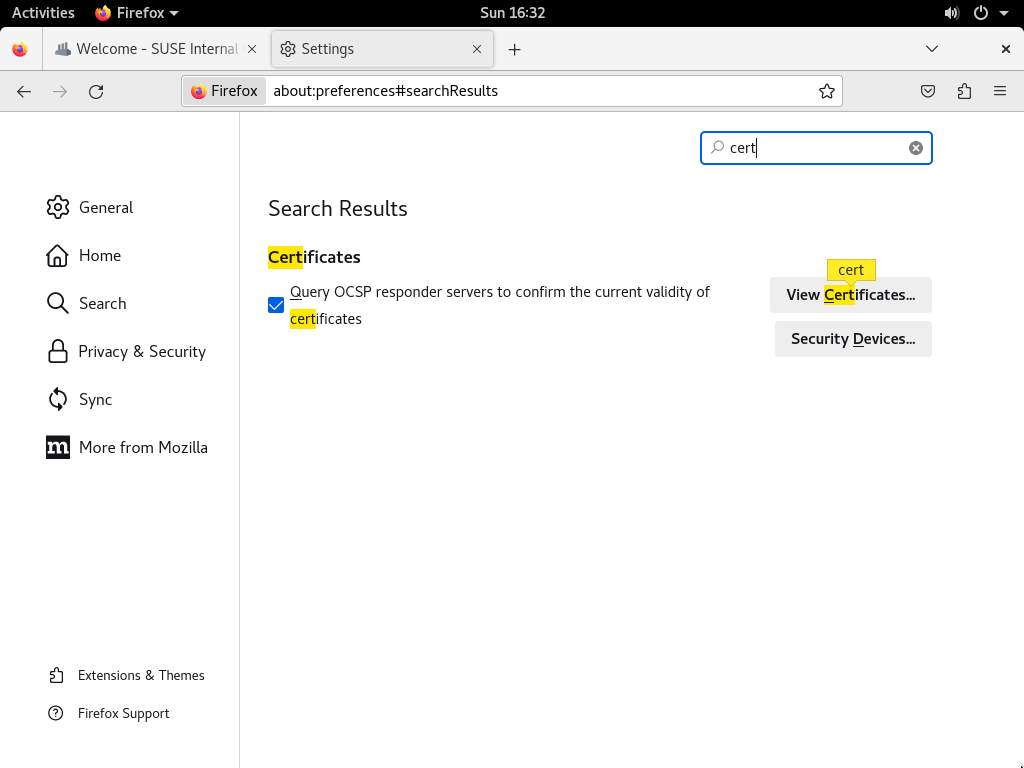 Activities Firefox Sun 16:32
Welcome - SUSE Internal Settings
Firefox about:preferences#searchResults
cert
General
Home
Search
Privacy & Security
Sync
More from Mozilla
Extensions & Themes
Firefox Support
Search Results
Certificates
Query OCSP responder servers to confirm the current validity of
certificates
cert
View Certificates...
Security Devices...